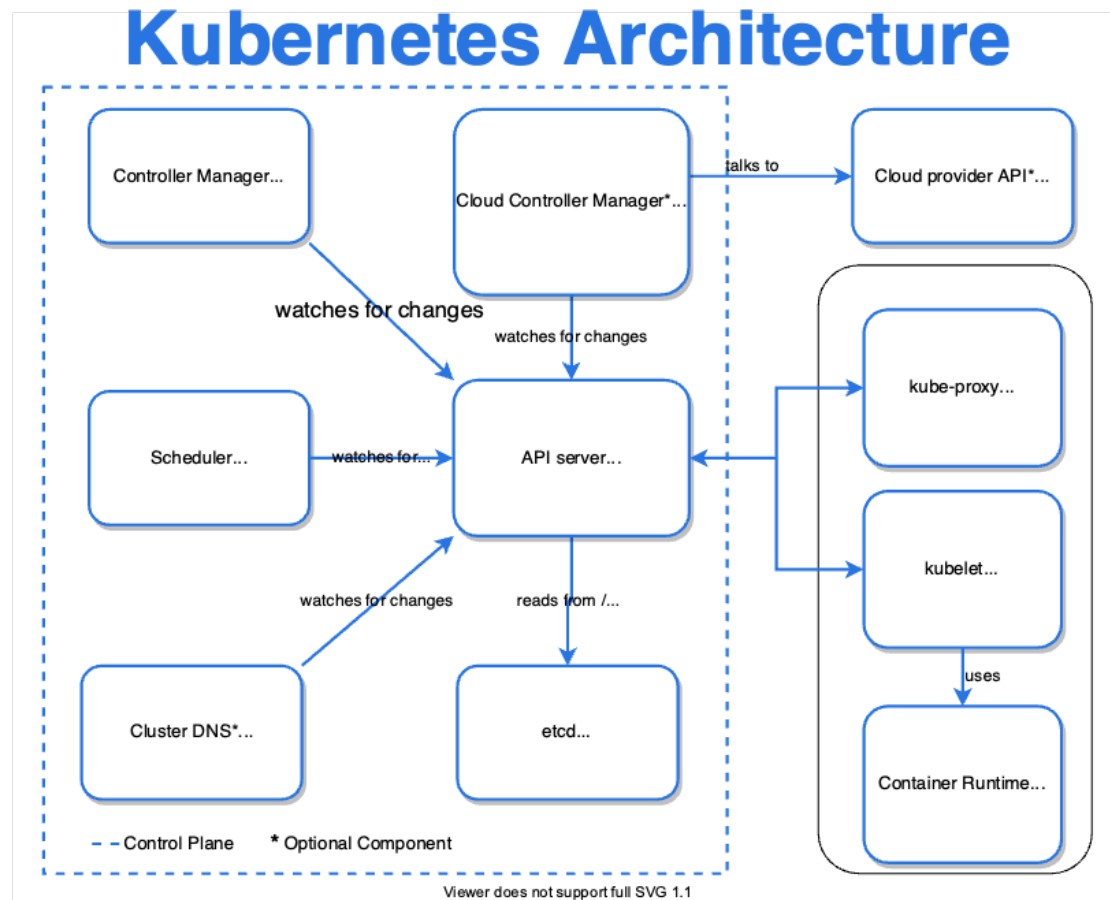 Kubernetes Architecture
Controller Manager...
Cloud Controller Manager*...
talks to
Cloud provider API*...
watches for changes
watches for changes
kube-proxy...
Scheduler...
watches for...
API server...
kubelet...
watches for changes
reads from /...
uses
Cluster DNS*...
etcd...
Container Runtime...
Control Plane
* Optional Component
Viewer does not support full SVG 1.1